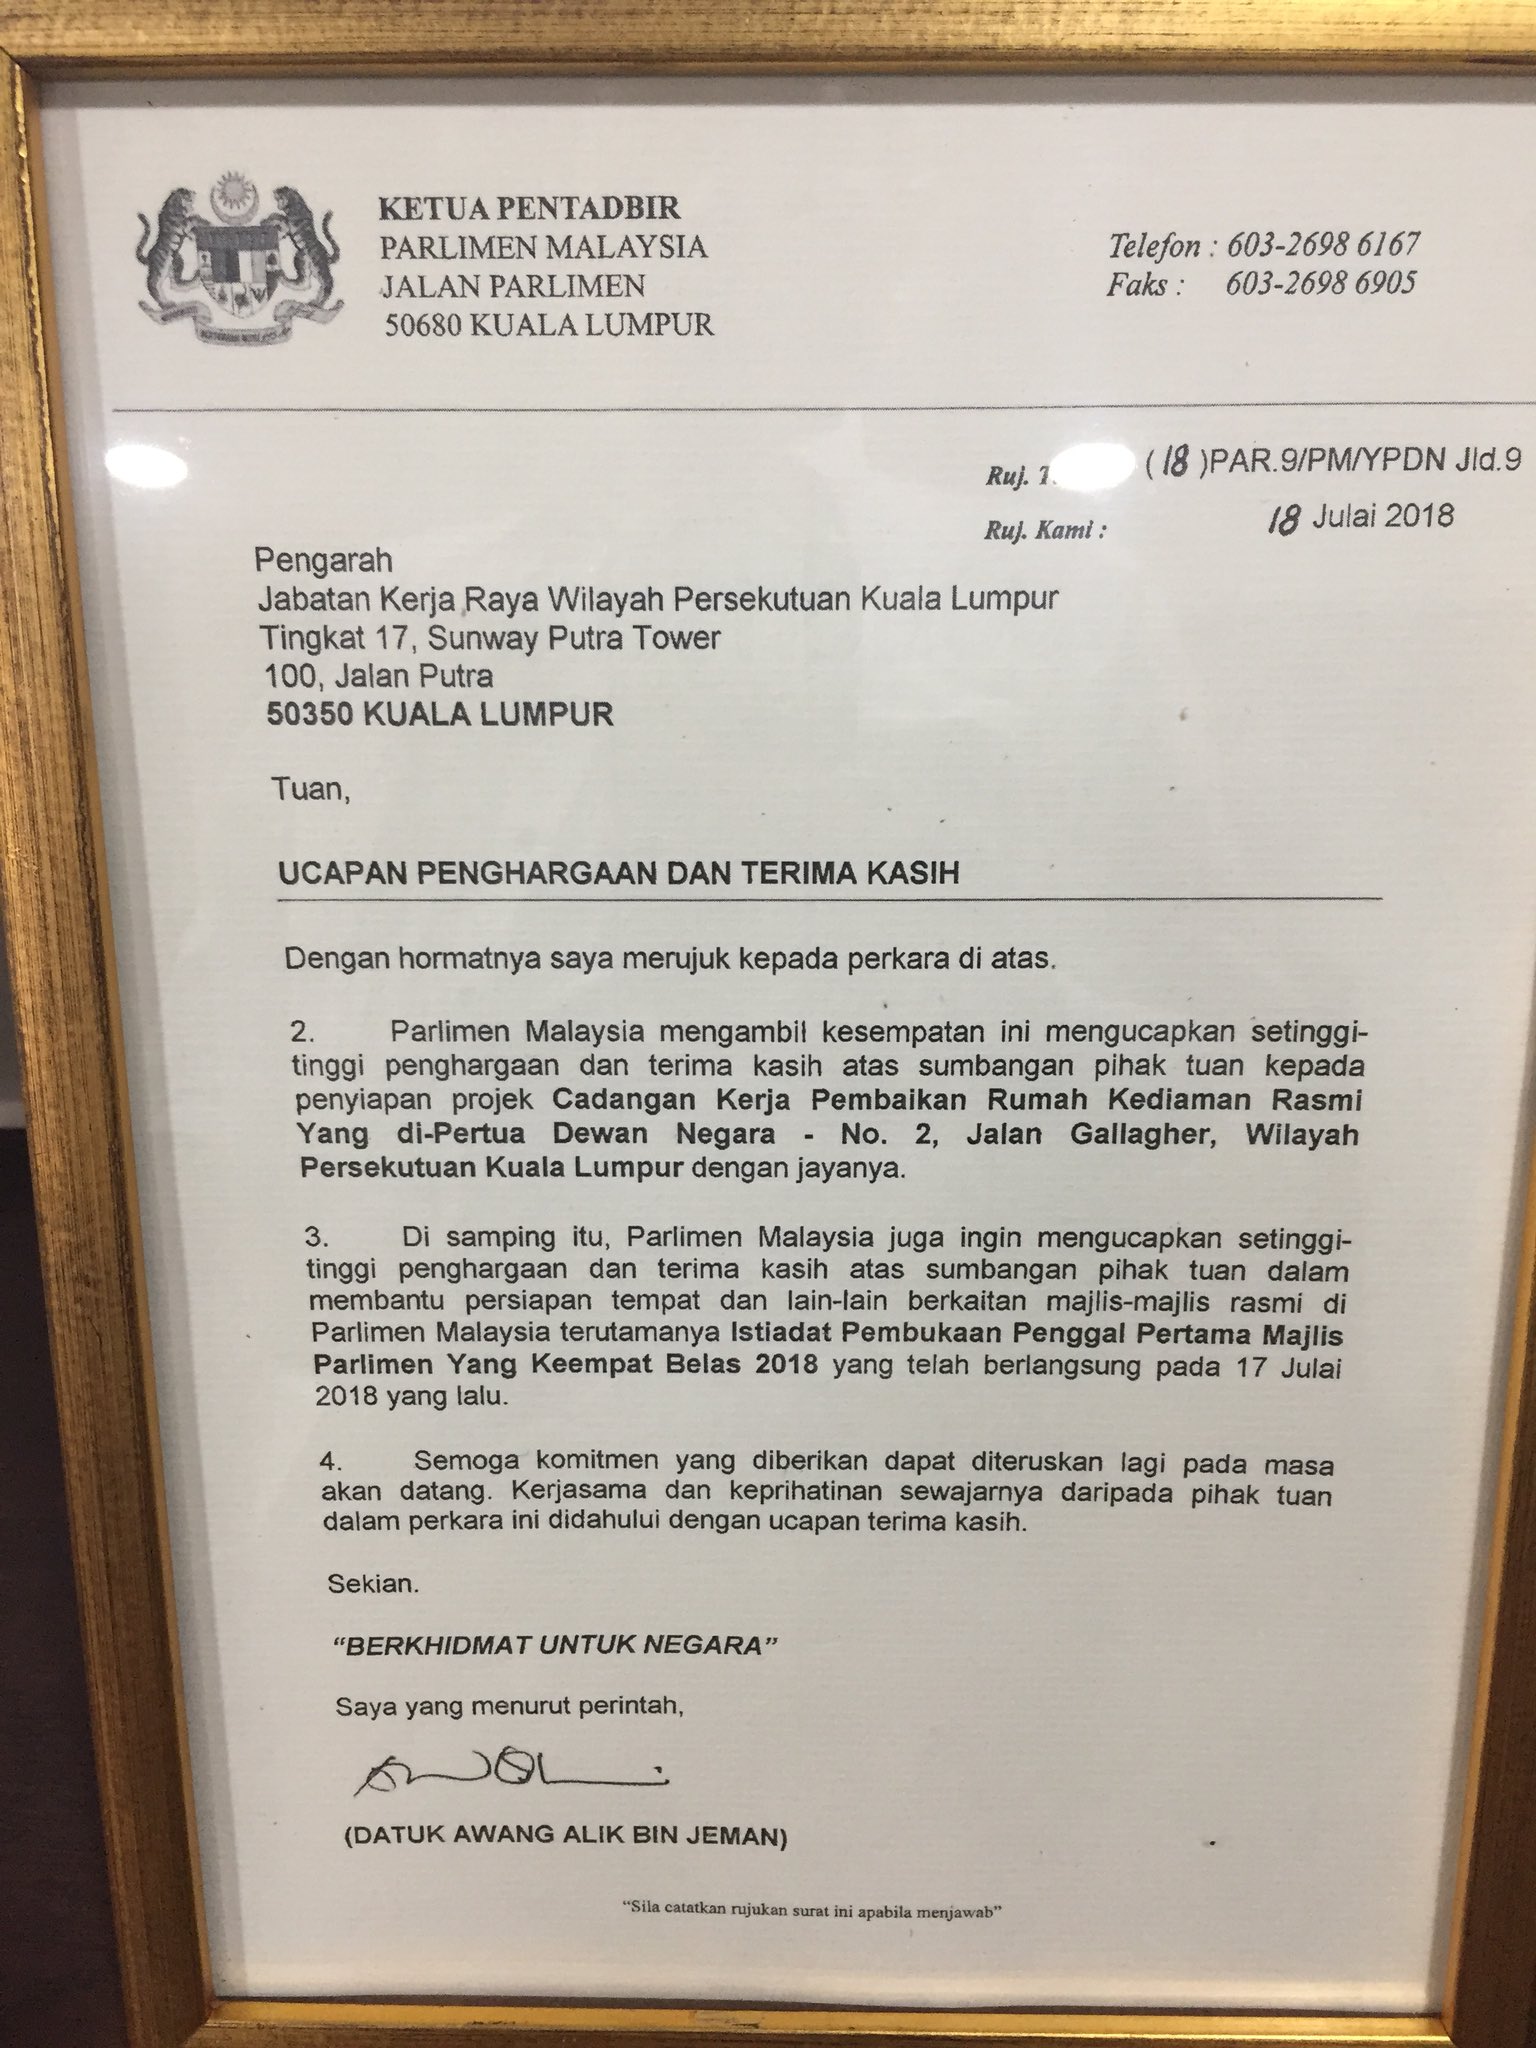 KETUA PENTADBIR
PARLIMEN MALAYSIA
JALAN PARLIMEN
50680 KUALA LUMPUR
Telefon : 603-2698 6167
Faks : 603-2698 6905
Ruj. (18)PAR.9/PM/YPDN Jld.9
Ruj. Kami : 18 Julai 2018
Pengarah
Jabatan Kerja Raya Wilayah Persekutuan Kuala Lumpur
Tingkat 17, Sunway Putra Tower
100, Jalan Putra
50350 KUALA LUMPUR
Tuan,
UCAPAN PENGHARGAAN DAN TERIMA KASIH
Dengan hormatnya saya merujuk kepada perkara di atas.
2. Parlimen Malaysia mengambil kesempatan ini mengucapkan setinggi-
tinggi penghargaan dan terima kasih atas sumbangan pihak tuan kepada
penyiapan projek Cadangan Kerja Pembaikan Rumah Kediaman Rasmi
Yang di-Pertua Dewan Negara - No. 2, Jalan Gallagher, Wilayah
Persekutuan Kuala Lumpur dengan jayanya.
3. Di samping itu, Parlimen Malaysia juga ingin mengucapkan setinggi-
tinggi penghargaan dan terima kasih atas sumbangan pihak tuan dalam
membantu persiapan tempat dan lain-lain berkaitan majlis-majlis rasmi di
Parlimen Malaysia terutamanya Istiadat Pembukaan Penggal Pertama Majlis
Parlimen Yang Keempat Belas 2018 yang telah berlangsung pada 17 Julai
2018 yang lalu.
4. Semoga komitmen yang diberikan dapat diteruskan lagi pada masa
akan datang. Kerjasama dan keprihatinan sewajarnya daripada pihak tuan
dalam perkara ini didahului dengan ucapan terima kasih.
Sekian.
“BERKHIDMAT UNTUK NEGARA”
Saya yang menurut perintah,
(DATUK AWANG ALIK BIN JEMAN)
“Sila catatkan rujukan surat ini apabila menjawab”